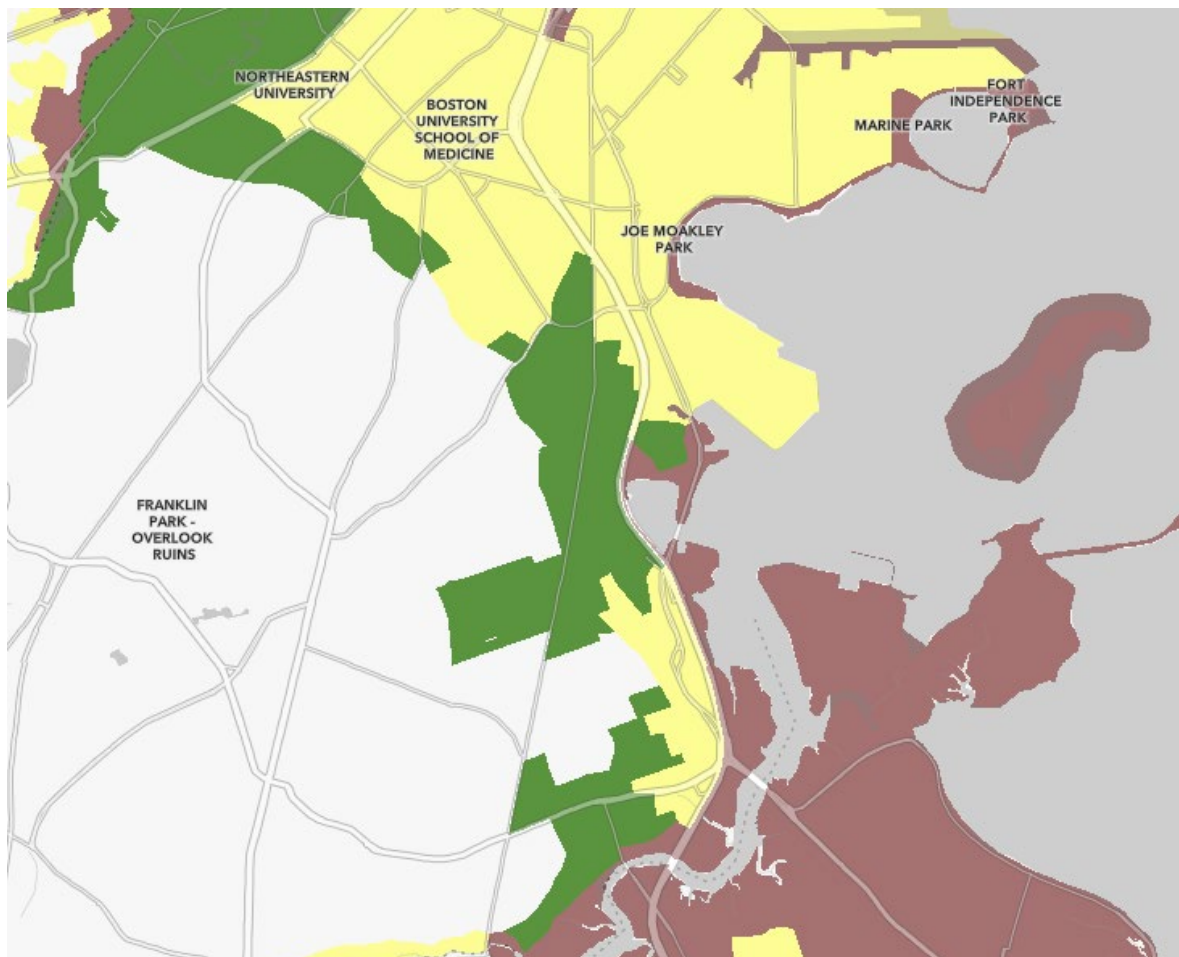 NORTHEASTERN
UNIVERSITY
BOSTON
UNIVERSITY
SCHOOL OF
MEDICINE
FORT
INDEPENDENCE
PARK
MARINE PARK
JOE MOAKLEY
PARK
FRANKLIN
PARK -
OVERLOOK
RUINS